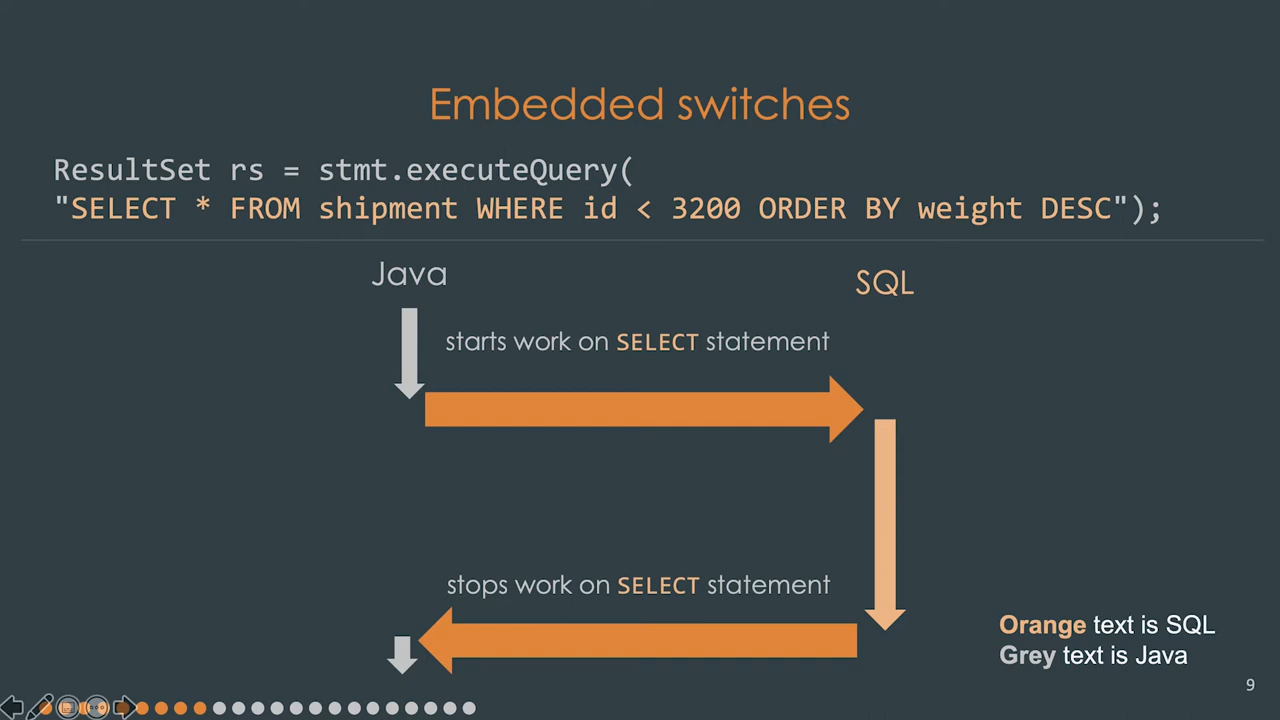 Embedded switches
ResultSet rs = stmt.executeQuery(
"SELECT * FROM shipment WHERE id < 3200 ORDER BY weight DESC");
Java
SQL
starts work on SELECT statement
stops work on SELECT statement
Orange text is SQL
Grey text is Java
9